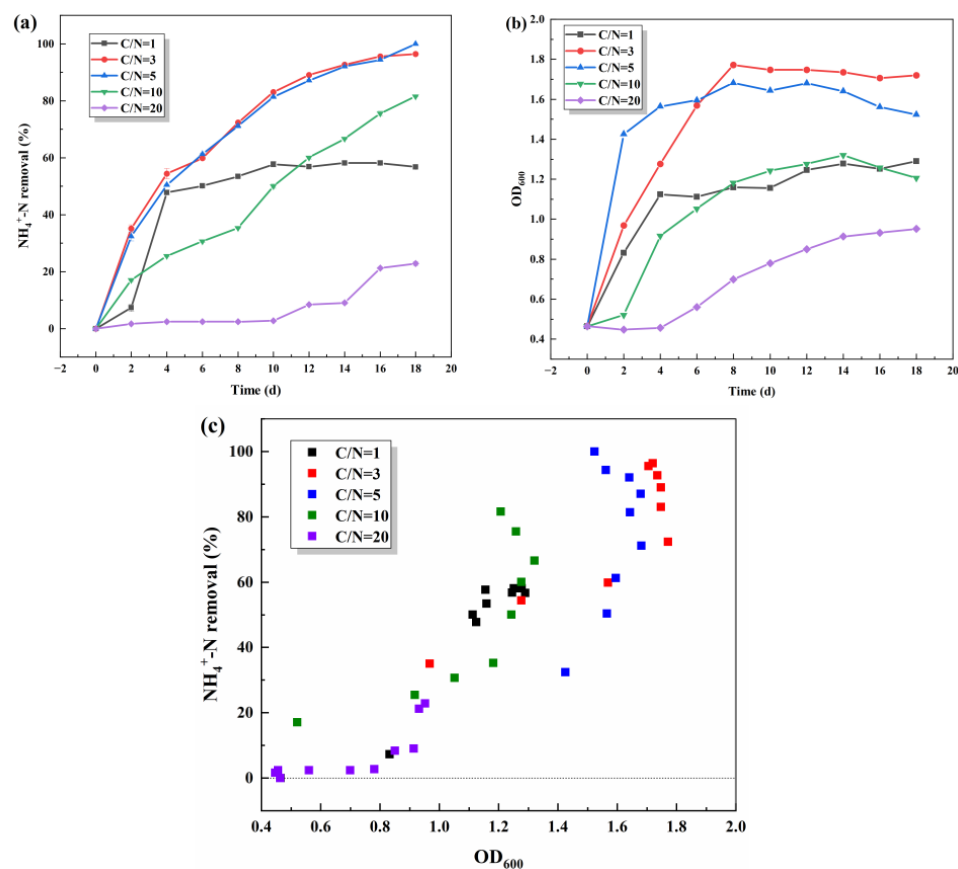 (a)
C/N=1
C/N=3
C/N=5
C/N=10
C/N=20
NH₄⁺-N removal (%)
100
80
60
40
20
0
−2 0 2 4 6 8 10 12 14 16 18 20
Time (d)
(b)
C/N=1
C/N=3
C/N=5
C/N=10
C/N=20
OD₆₀₀
2.0
1.8
1.6
1.4
1.2
1.0
0.8
0.6
0.4
−2 0 2 4 6 8 10 12 14 16 18 20
Time (d)
(c)
C/N=1
C/N=3
C/N=5
C/N=10
C/N=20
NH₄⁺-N removal (%)
100
80
60
40
20
0
0.4 0.6 0.8 1.0 1.2 1.4 1.6 1.8 2.0
OD₆₀₀